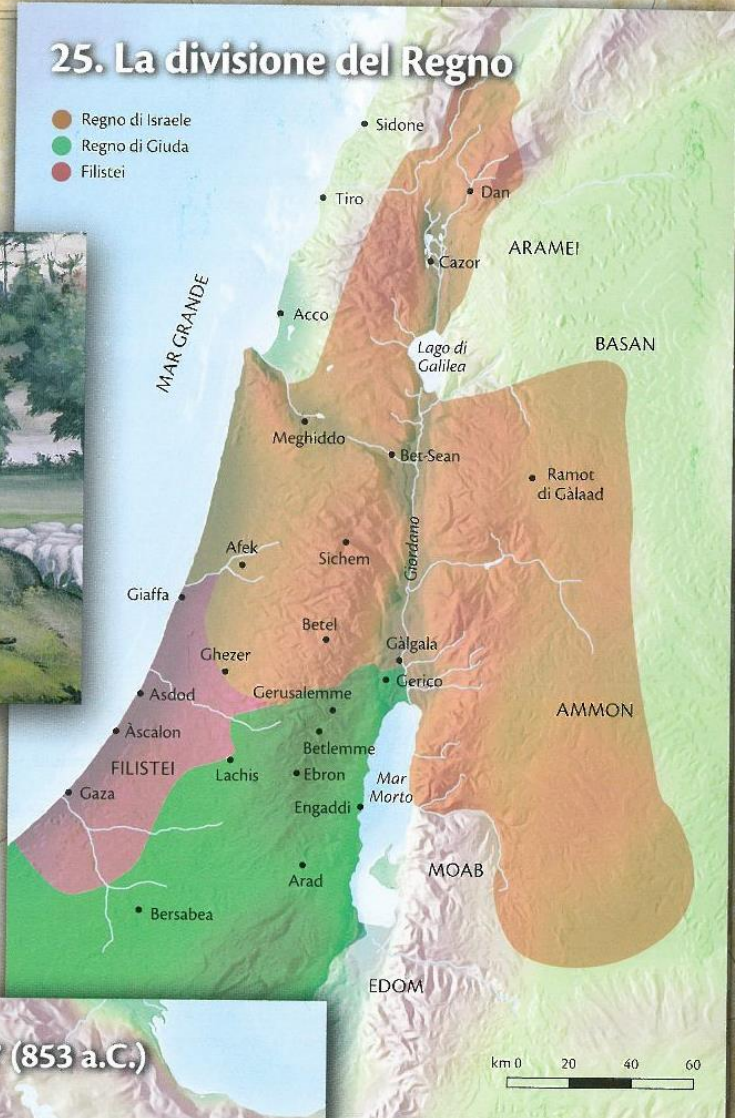 25. La divisione del Regno
Regno di Israele
Regno di Giuda
Filistei
Sidone
Tiro
Dan
ARAMEI
Cazor
MAR GRANDE
Acco
Lago di
Galilea
BASAN
Meghiddo
Bet-Sean
Ramot
di Gàlaad
Giordano
Afek
Sichem
Giaffa
Betel
Gàlgala
Ghezer
Gerico
Asdod
Gerusalemme
AMMON
Àscalon
Betlemme
FILISTEI
Lachis
Ebron
Mar
Morto
Gaza
Engaddi
MOAB
Arad
Bersabea
EDOM
(853 a.C.)
km 0 20 40 60